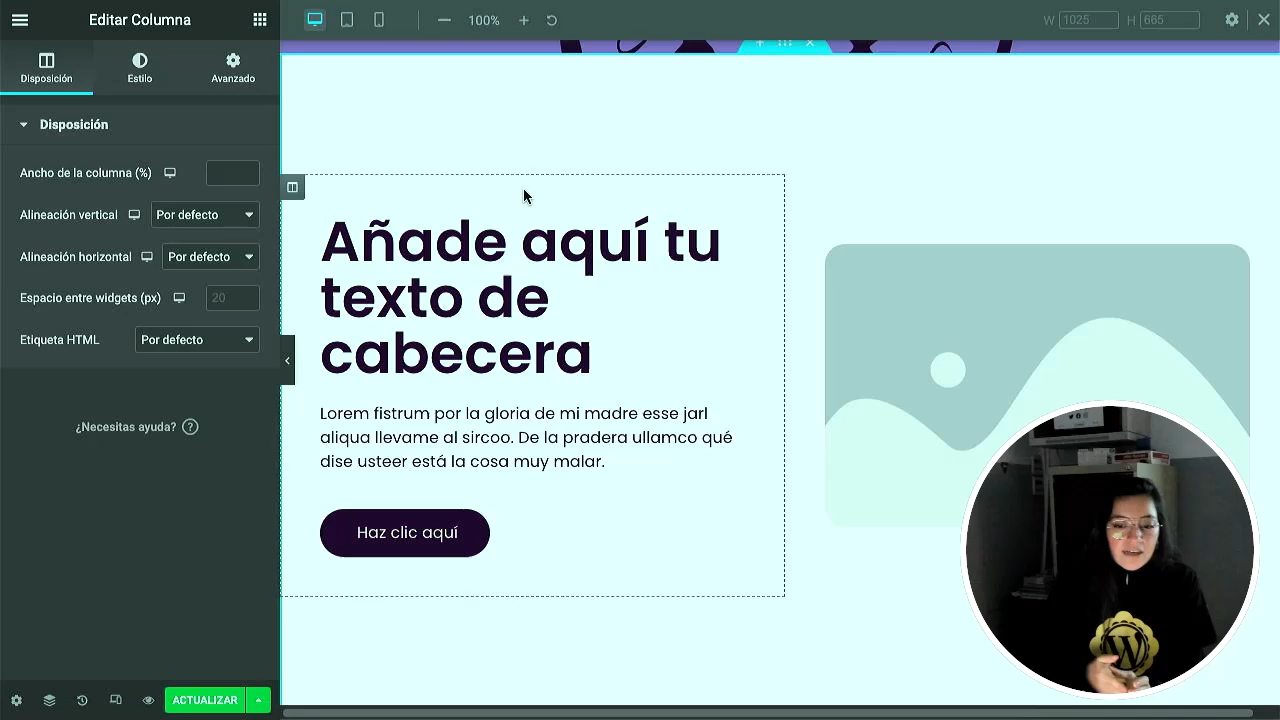 Editar Columna
100%
W 1025
H 665
Disposición
Estilo
Avanzado
Disposición
Ancho de la columna (%)
Alineación vertical
Por defecto
Alineación horizontal
Por defecto
Espacio entre widgets (px)
20
Etiqueta HTML
Por defecto
¿Necesitas ayuda? ?
ACTUALIZAR
Añade aquí tu
texto de
cabecera
Lorem fistrum por la gloria de mi madre esse jarl
aliqua llevame al sircoo. De la pradera ullamco qué
dise usteer está la cosa muy malar.
Haz clic aquí
W